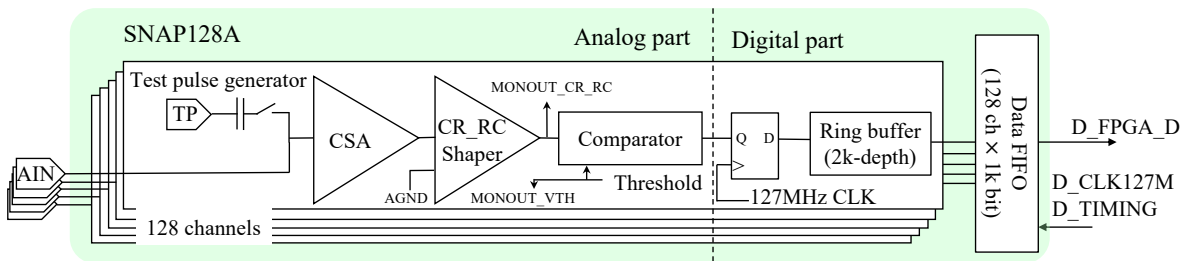 SNAP128A
Analog part
Digital part
Test pulse generator
TP
AIN
CSA
CR_RC
Shaper
AGND
MONOUT_CR_RC
MONOUT_VTH
Comparator
Threshold
Q D
127MHz CLK
Ring buffer
(2k-depth)
Data FIFO
(128 ch × 1k bit)
D_FPGA_D
D_CLK127M
D_TIMING
128 channels